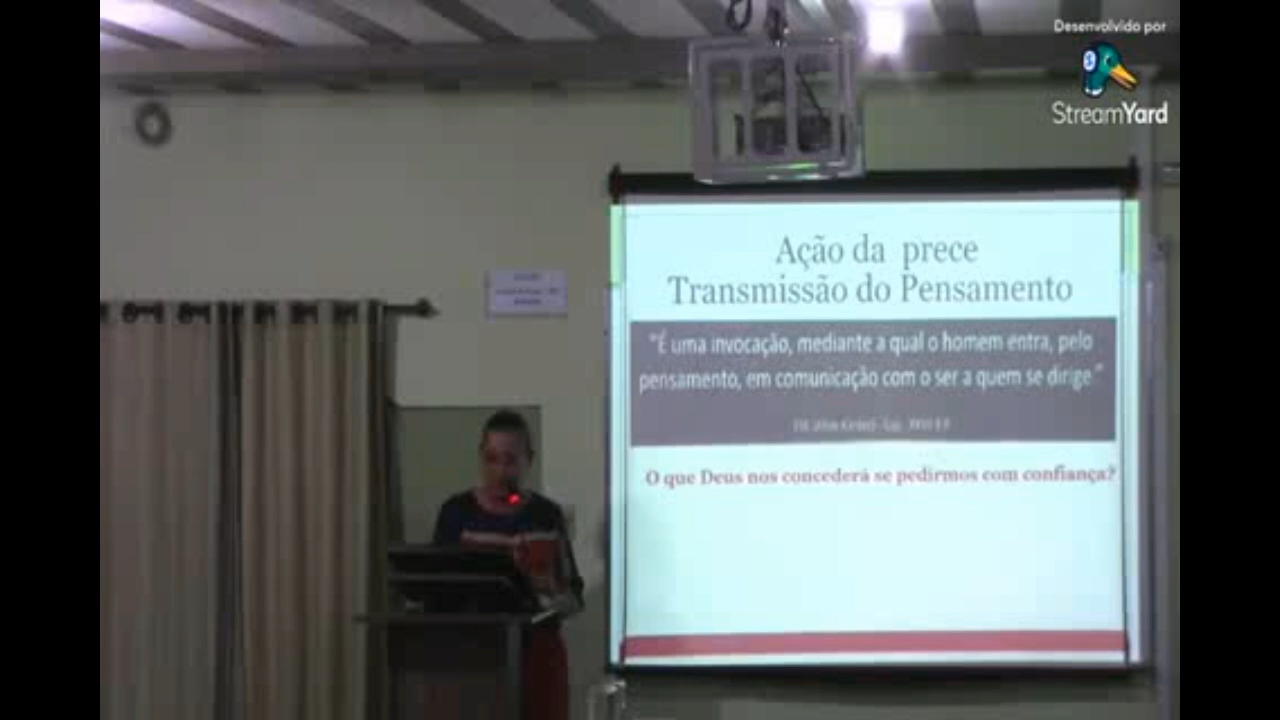 Desenvolvido por
StreamYard
Ação da prece
Transmissão do Pensamento
"É uma invocação, mediante a qual o homem entra, pelo
pensamento, em comunicação com o ser a quem se dirige"
O que Deus nos concederá se pedirmos com confiança?